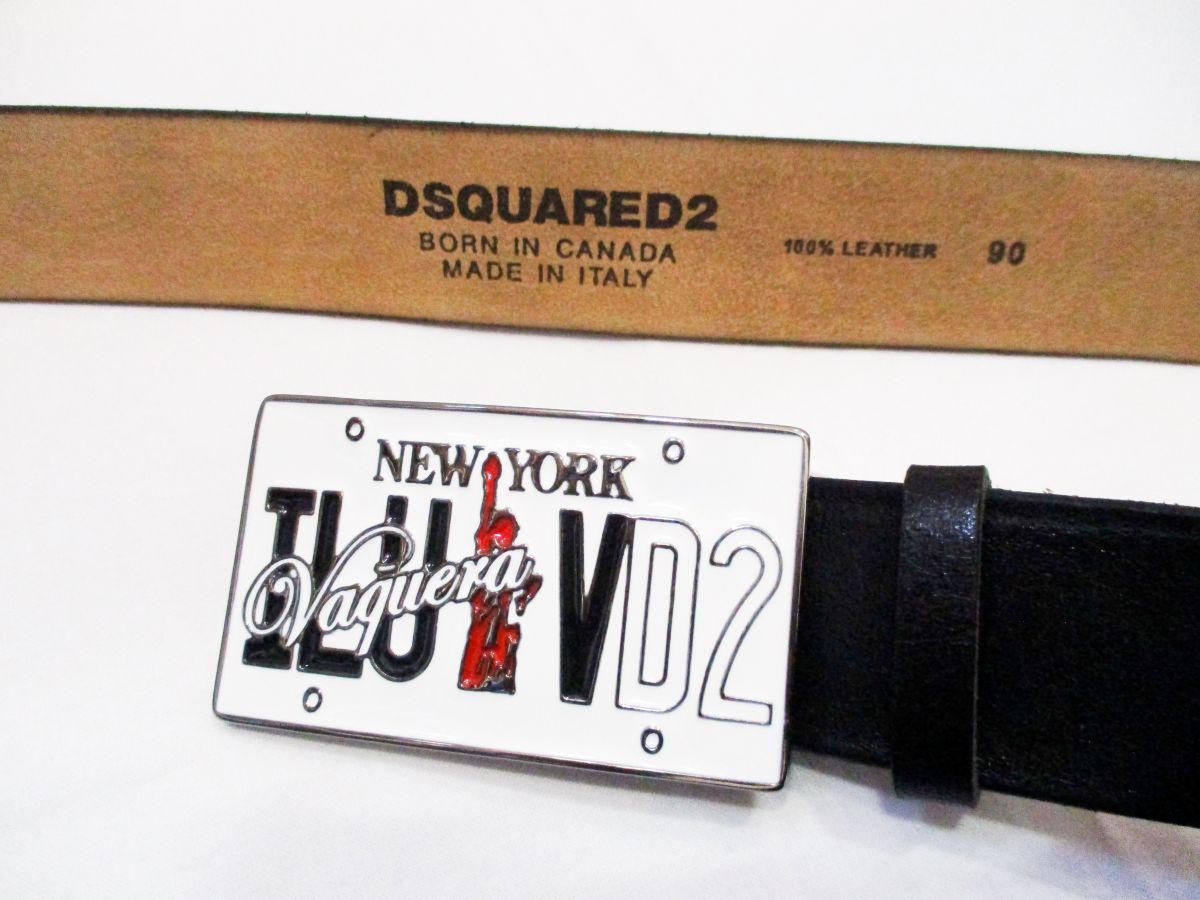 DSQUARED2
BORN IN CANADA
MADE IN ITALY
100% LEATHER 90
NEW YORK
ILU VD2
Vaquera